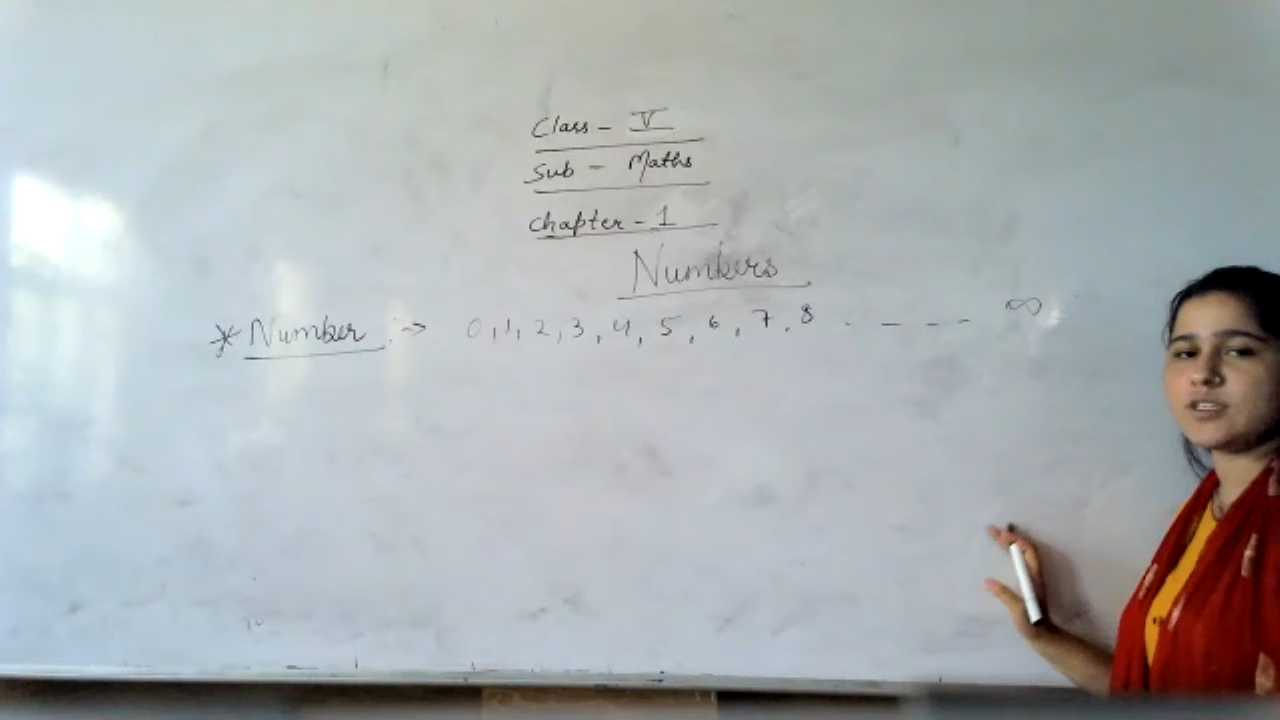 Class - V
Sub - Maths
Chapter - 1
Numbers
* Number :→ 0, 1, 2, 3, 4, 5, 6, 7, 8 . - - - - ∞